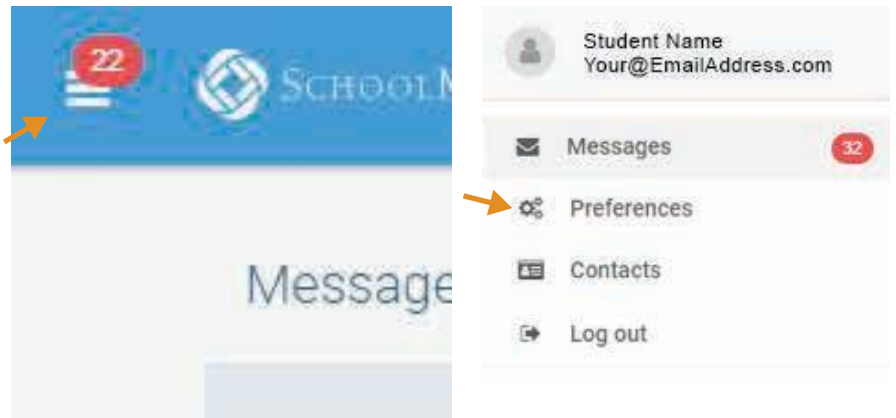 22
SCHOOLM
Message
Student Name
Your@EmailAddress.com
Messages 32
Preferences
Contacts
Log out